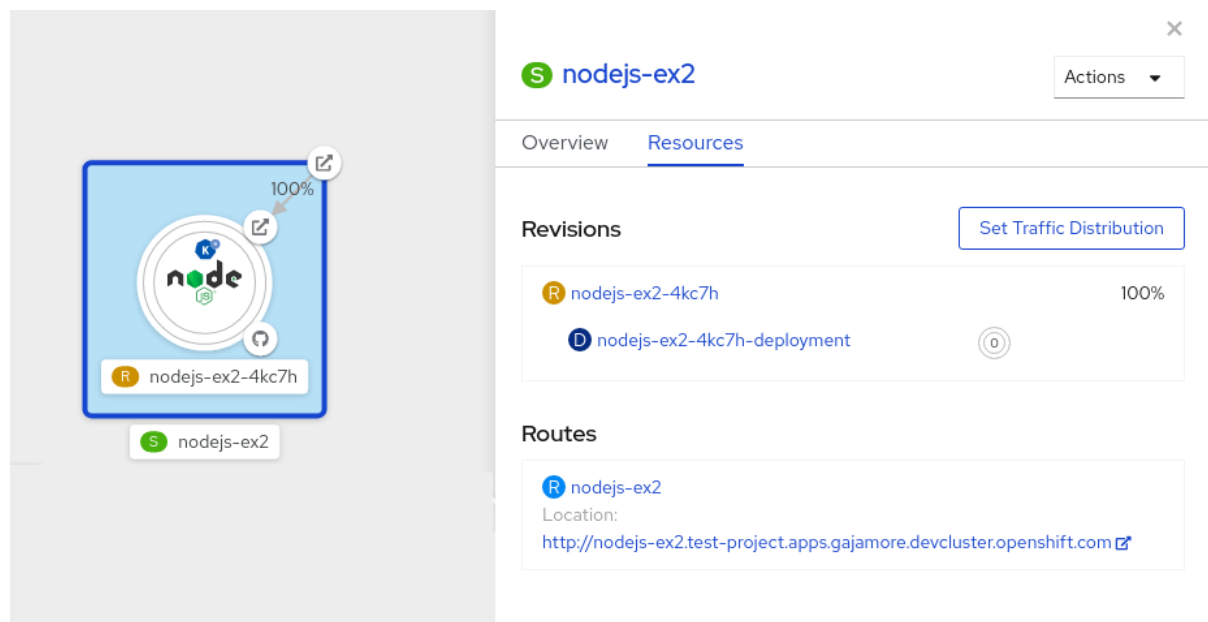 100%
K
node
JS
R nodejs-ex2-4kc7h
S nodejs-ex2
S nodejs-ex2
Actions
Overview Resources
Revisions
Set Traffic Distribution
R nodejs-ex2-4kc7h 100%
D nodejs-ex2-4kc7h-deployment 0
Routes
R nodejs-ex2
Location:
http://nodejs-ex2.test-project.apps.gajamore.devcluster.openshift.com